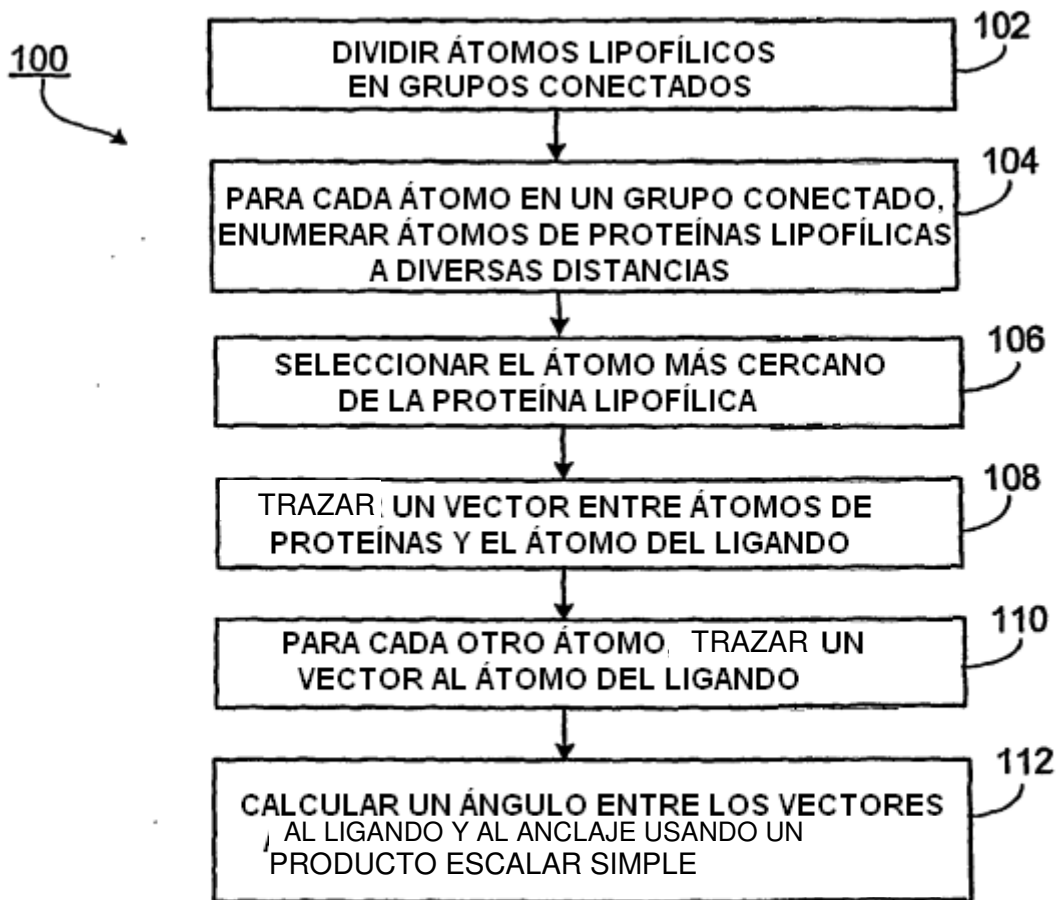 100
102
DIVIDIR ÁTOMOS LIPOFÍLICOS
EN GRUPOS CONECTADOS
104
PARA CADA ÁTOMO EN UN GRUPO CONECTADO,
ENUMERAR ÁTOMOS DE PROTEÍNAS LIPOFÍLICAS
A DIVERSAS DISTANCIAS
106
SELECCIONAR EL ÁTOMO MÁS CERCANO
DE LA PROTEÍNA LIPOFÍLICA
108
TRAZAR UN VECTOR ENTRE ÁTOMOS DE
PROTEÍNAS Y EL ÁTOMO DEL LIGANDO
110
PARA CADA OTRO ÁTOMO, TRAZAR UN
VECTOR AL ÁTOMO DEL LIGANDO
112
CALCULAR UN ÁNGULO ENTRE LOS VECTORES
AL LIGANDO Y AL ANCLAJE USANDO UN
PRODUCTO ESCALAR SIMPLE